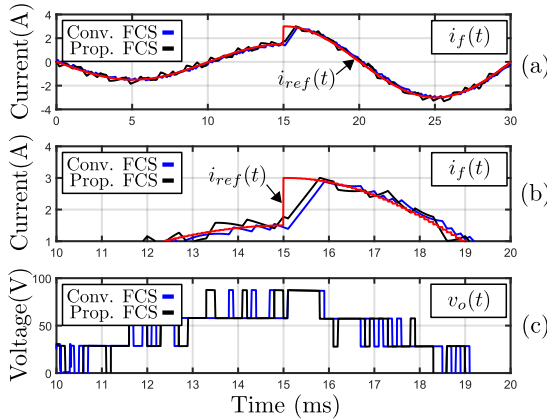 Current(A)
4
2
0
-2
-4
Conv. FCS
Prop. FCS
i_f(t)
i_ref(t)
(a)
0 5 10 15 20 25 30
Current(A)
4
3
2
1
Conv. FCS
Prop. FCS
i_f(t)
i_ref(t)
(b)
10 11 12 13 14 15 16 17 18 19 20
Voltage(V)
100
50
0
Conv. FCS
Prop. FCS
v_o(t)
(c)
10 11 12 13 14 15 16 17 18 19 20
Time (ms)